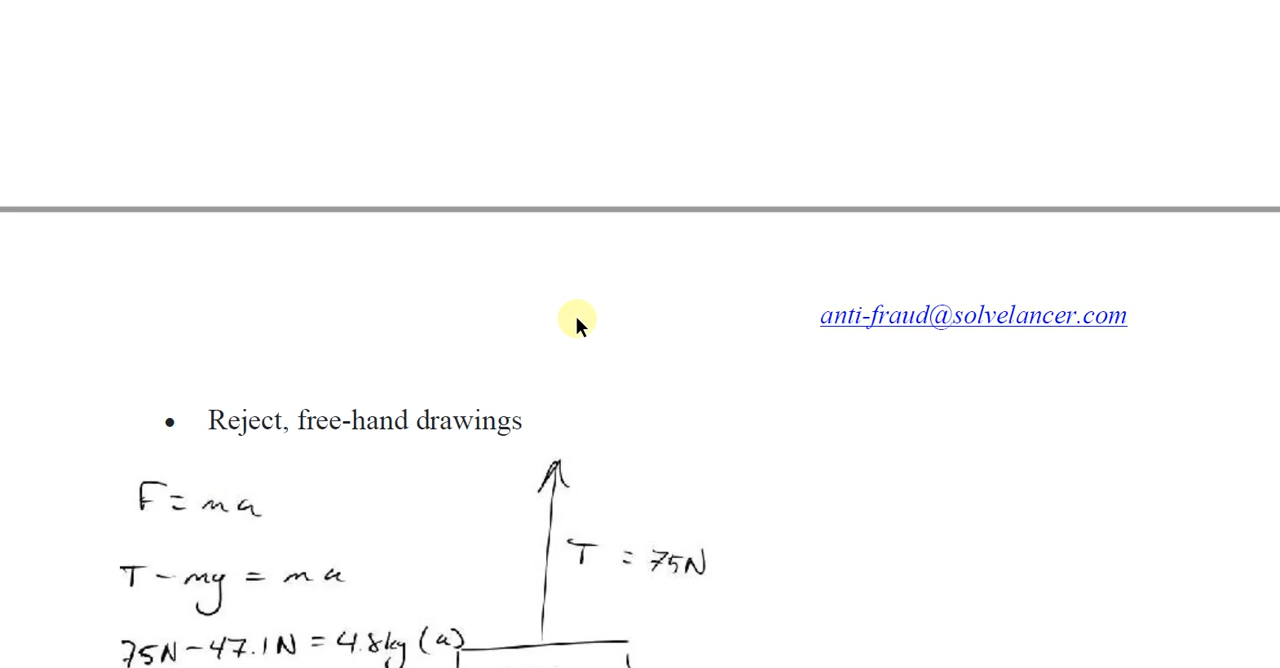 anti-fraud@solvelancer.com
• Reject, free-hand drawings
F = ma
T - mg = ma
T = 75N
75N - 47.1N = 4.8kg (a)